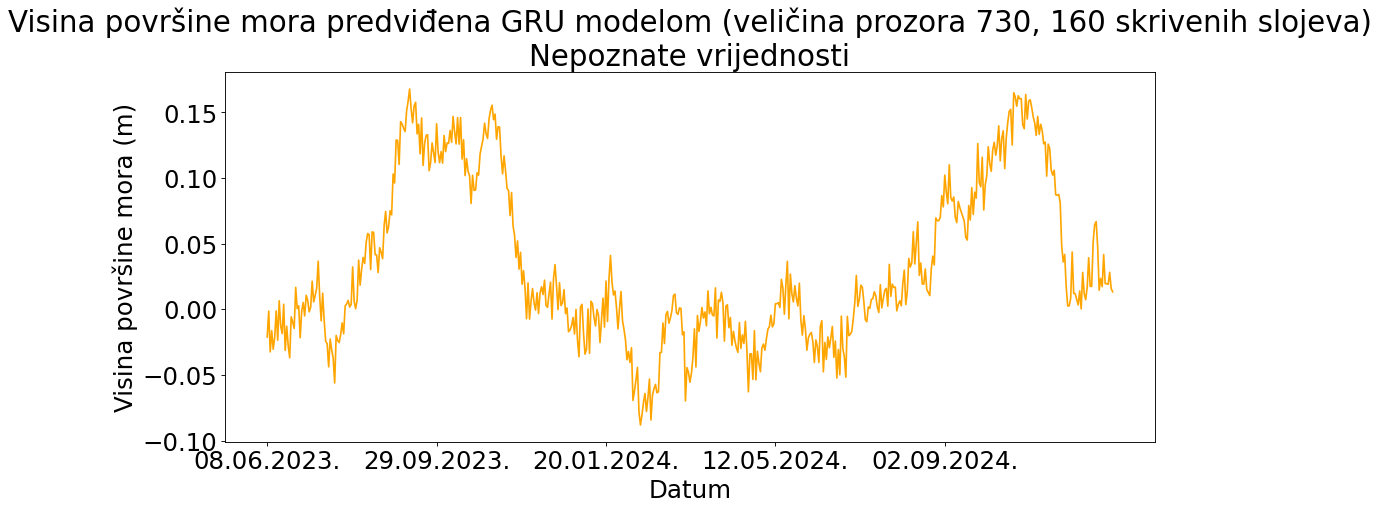 Visina površine mora predviđena GRU modelom (veličina prozora 730, 160 skrivenih slojeva)
Nepoznate vrijednosti
Visina površine mora (m)
0.15
0.10
0.05
0.00
−0.05
−0.10
08.06.2023. 29.09.2023. 20.01.2024. 12.05.2024. 02.09.2024.
Datum